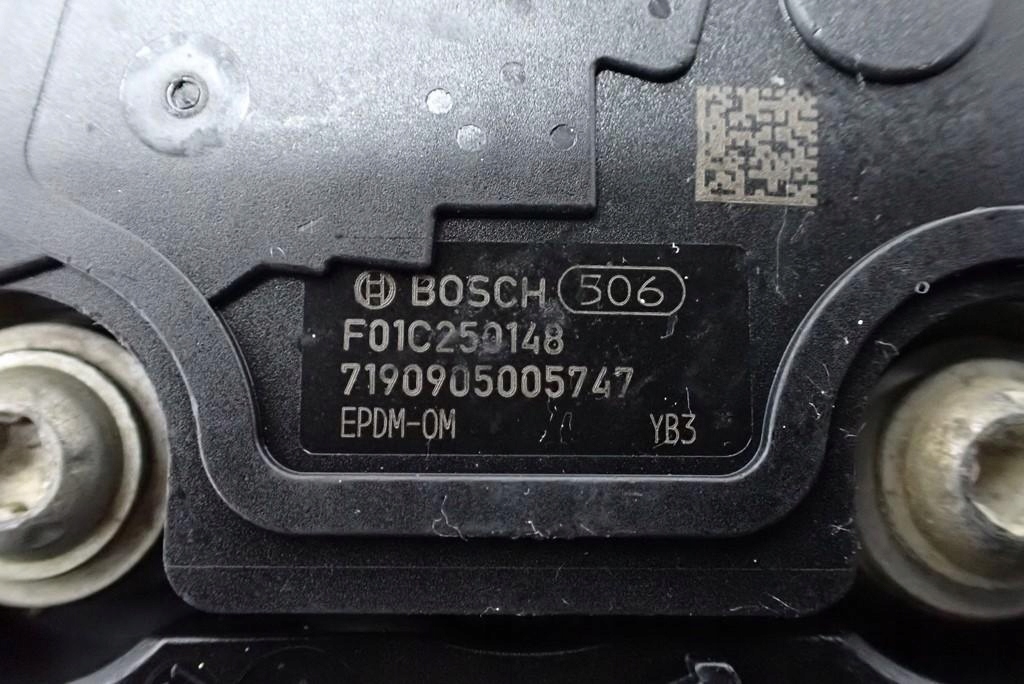 BOSCH 506
F01C250148
7190905005747
EPDM-OM
YB3